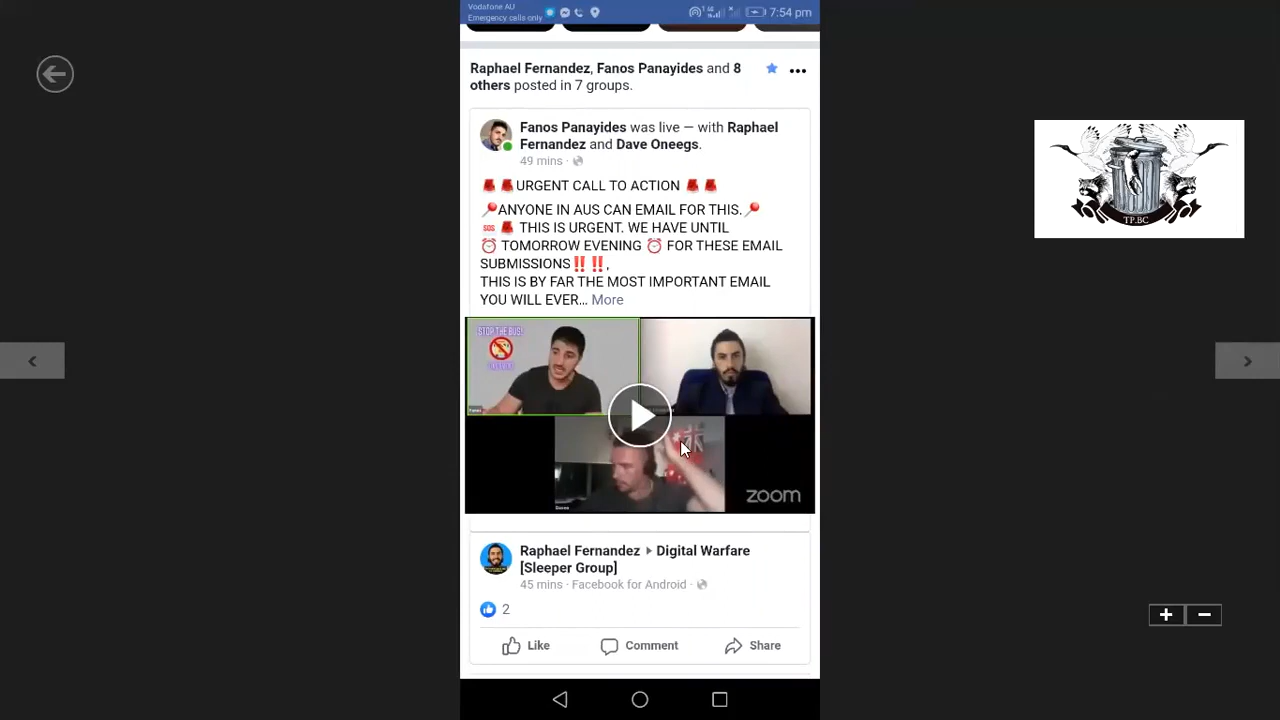 Vodafone AU
Emergency calls only
7:54 pm
Raphael Fernandez, Fanos Panayides and 8
others posted in 7 groups.
Fanos Panayides was live — with Raphael
Fernandez and Dave Oneegs.
49 mins ·
URGENT CALL TO ACTION
📍ANYONE IN AUS CAN EMAIL FOR THIS.📍
🆘 THIS IS URGENT. WE HAVE UNTIL
⏰ TOMORROW EVENING ⏰ FOR THESE EMAIL
SUBMISSIONS‼️ ‼️,
THIS IS BY FAR THE MOST IMPORTANT EMAIL
YOU WILL EVER... More
STOP THE BUS!
zoom
Raphael Fernandez ▸ Digital Warfare
[Sleeper Group]
45 mins · Facebook for Android ·
2
Like Comment Share
TP.BC